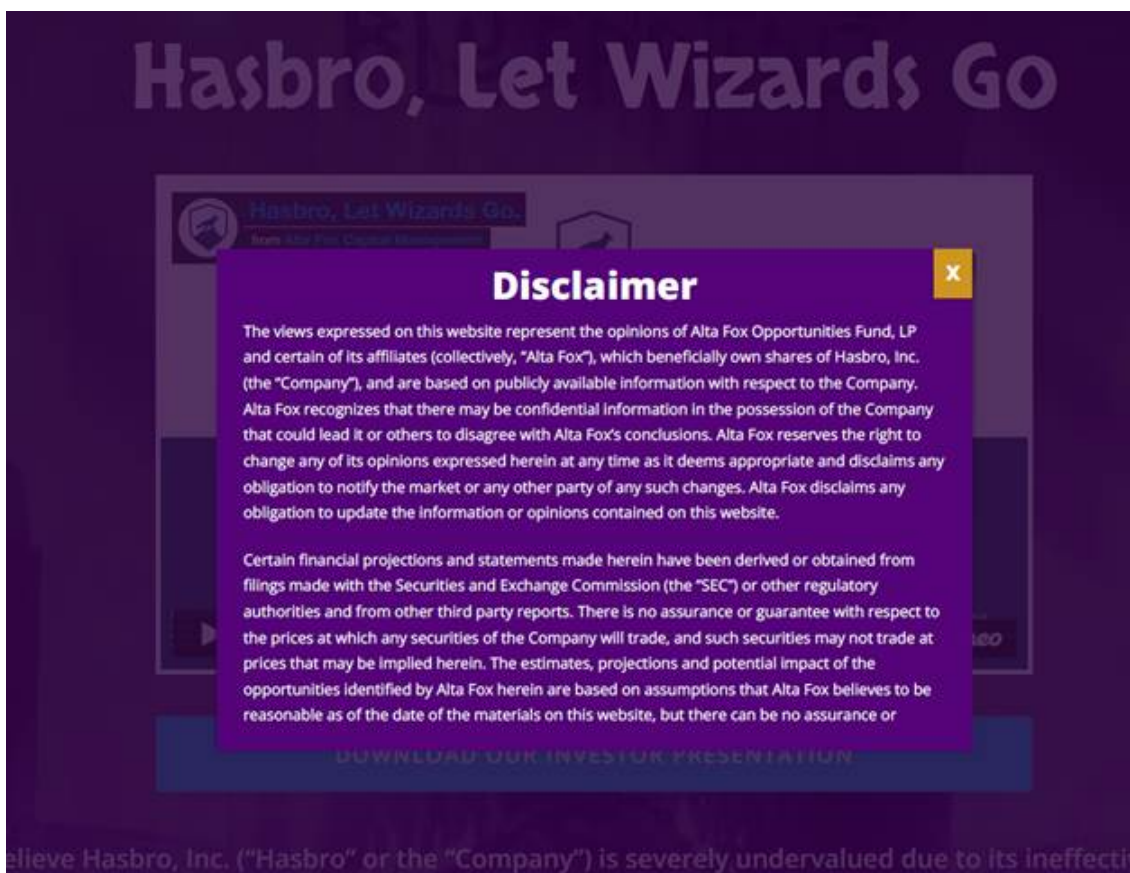 Hasbro, Let Wizards Go
Hasbro, Let Wizards Go.
from Alta Fox Capital Management
Disclaimer
X
The views expressed on this website represent the opinions of Alta Fox Opportunities Fund, LP
and certain of its affiliates (collectively, “Alta Fox”), which beneficially own shares of Hasbro, Inc.
(the “Company”), and are based on publicly available information with respect to the Company.
Alta Fox recognizes that there may be confidential information in the possession of the Company
that could lead it or others to disagree with Alta Fox’s conclusions. Alta Fox reserves the right to
change any of its opinions expressed herein at any time as it deems appropriate and disclaims any
obligation to notify the market or any other party of any such changes. Alta Fox disclaims any
obligation to update the information or opinions contained on this website.
Certain financial projections and statements made herein have been derived or obtained from
filings made with the Securities and Exchange Commission (the “SEC”) or other regulatory
authorities and from other third party reports. There is no assurance or guarantee with respect to
the prices at which any securities of the Company will trade, and such securities may not trade at
prices that may be implied herein. The estimates, projections and potential impact of the
opportunities identified by Alta Fox herein are based on assumptions that Alta Fox believes to be
reasonable as of the date of the materials on this website, but there can be no assurance or
DOWNLOAD OUR INVESTOR PRESENTATION
elieve Hasbro, Inc. (“Hasbro” or the “Company”) is severely undervalued due to its ineffecti